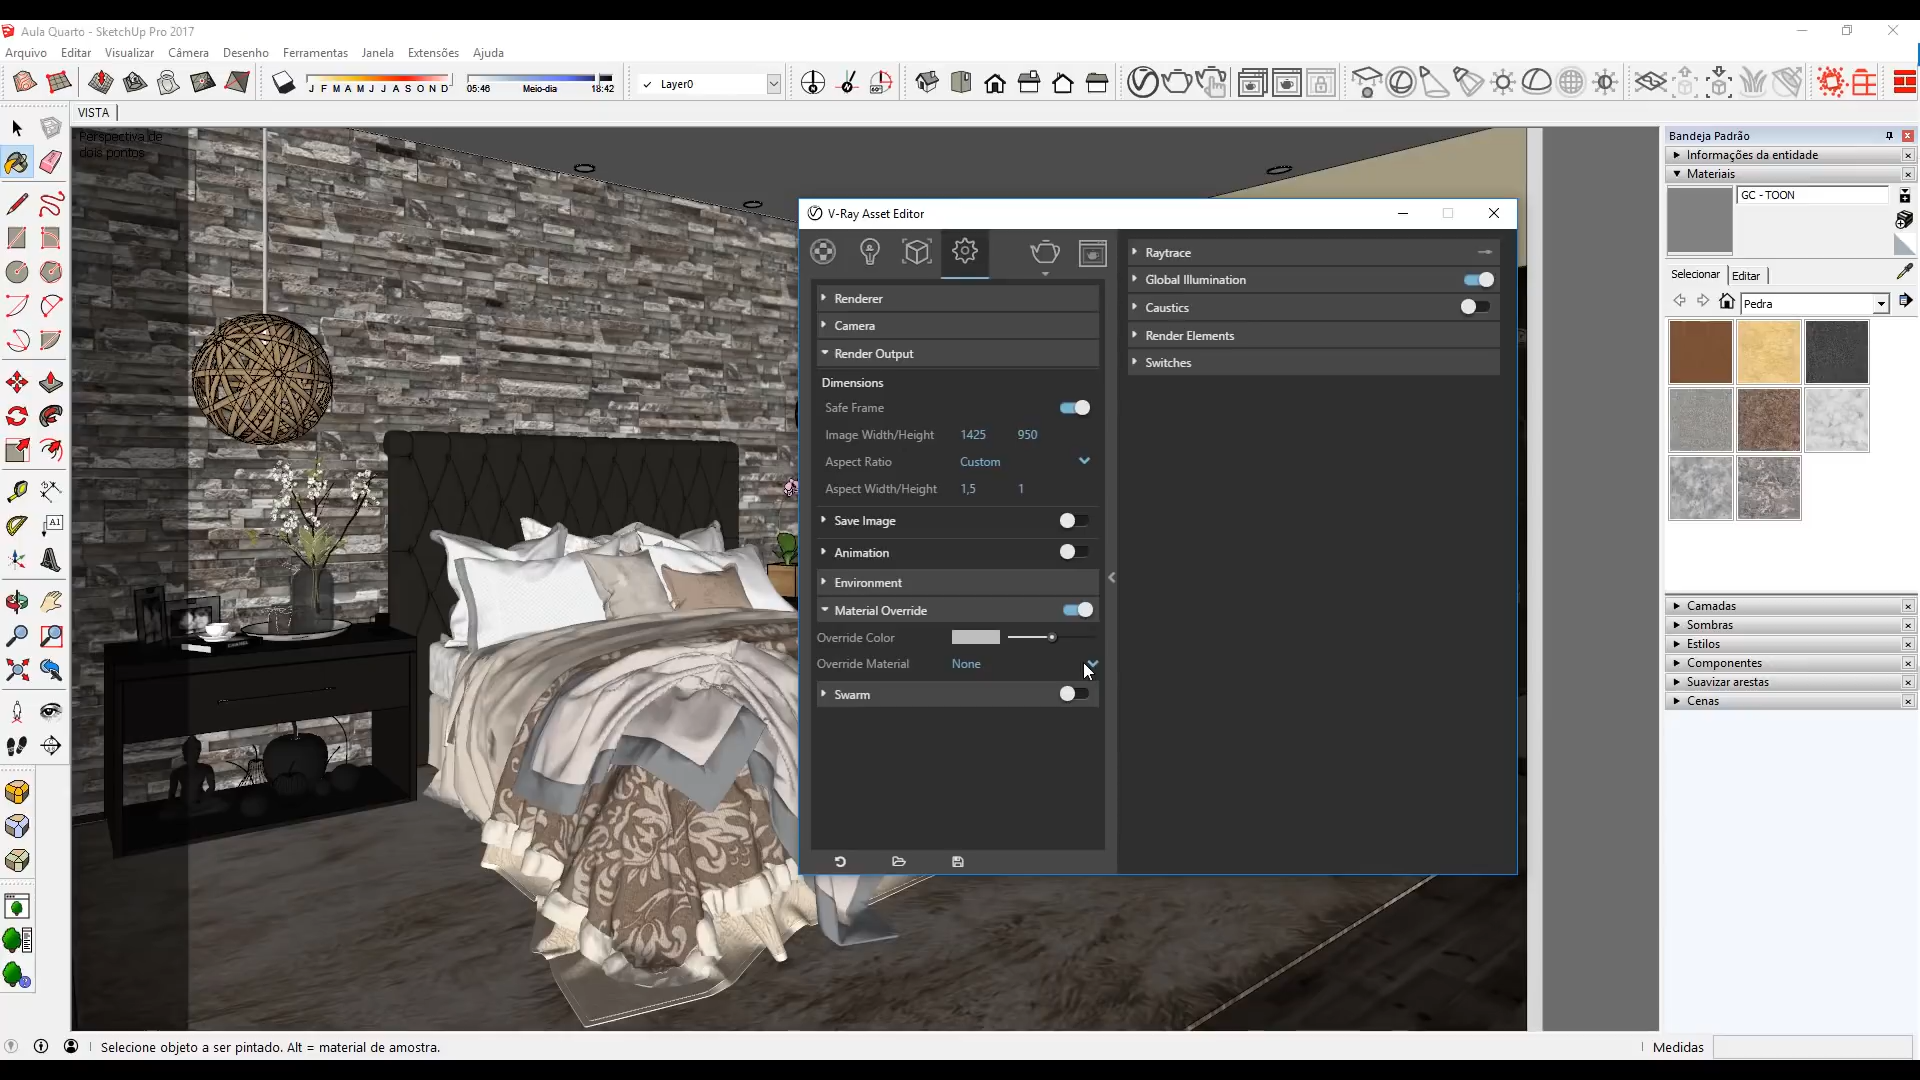 Aula Quarto - SketchUp Pro 2017
Arquivo Editar Visualizar Câmera Desenho Ferramentas Janela Extensões Ajuda
J F M A M J J A S O N D 05:46 Meio-dia 18:42 Layer0
VISTA
Perspectiva de
dois pontos
A1
V-Ray Asset Editor
Renderer
Camera
Render Output
Dimensions
Safe Frame
Image Width/Height 1425 950
Aspect Ratio Custom
Aspect Width/Height 1,5 1
Save Image
Animation
Environment
Material Override
Override Color
Override Material None
Swarm
Raytrace
Global Illumination
Caustics
Render Elements
Switches
Bandeja Padrão
Informações da entidade
Materiais
GC - TOON
Selecionar Editar
Pedra
Camadas
Sombras
Estilos
Componentes
Suavizar arestas
Cenas
Selecione objeto a ser pintado. Alt = material de amostra.
Medidas